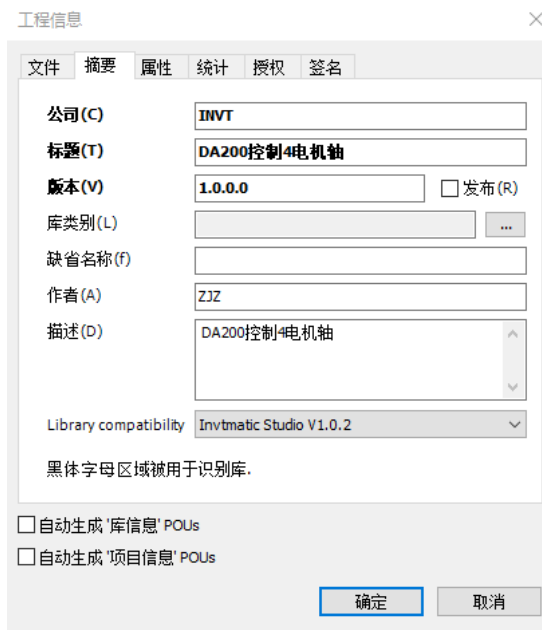 工程信息
文件 摘要 属性 统计 授权 签名
公司(C) INVT
标题(T) DA200控制4电机轴
版本(V) 1.0.0.0 发布(R)
库类别(L) ...
缺省名称(f)
作者(A) ZJZ
描述(D) DA200控制4电机轴
Library compatibility Invtmatic Studio V1.0.2
黑体字母区域被用于识别库.
自动生成'库信息' POUs
自动生成'项目信息' POUs
确定 取消